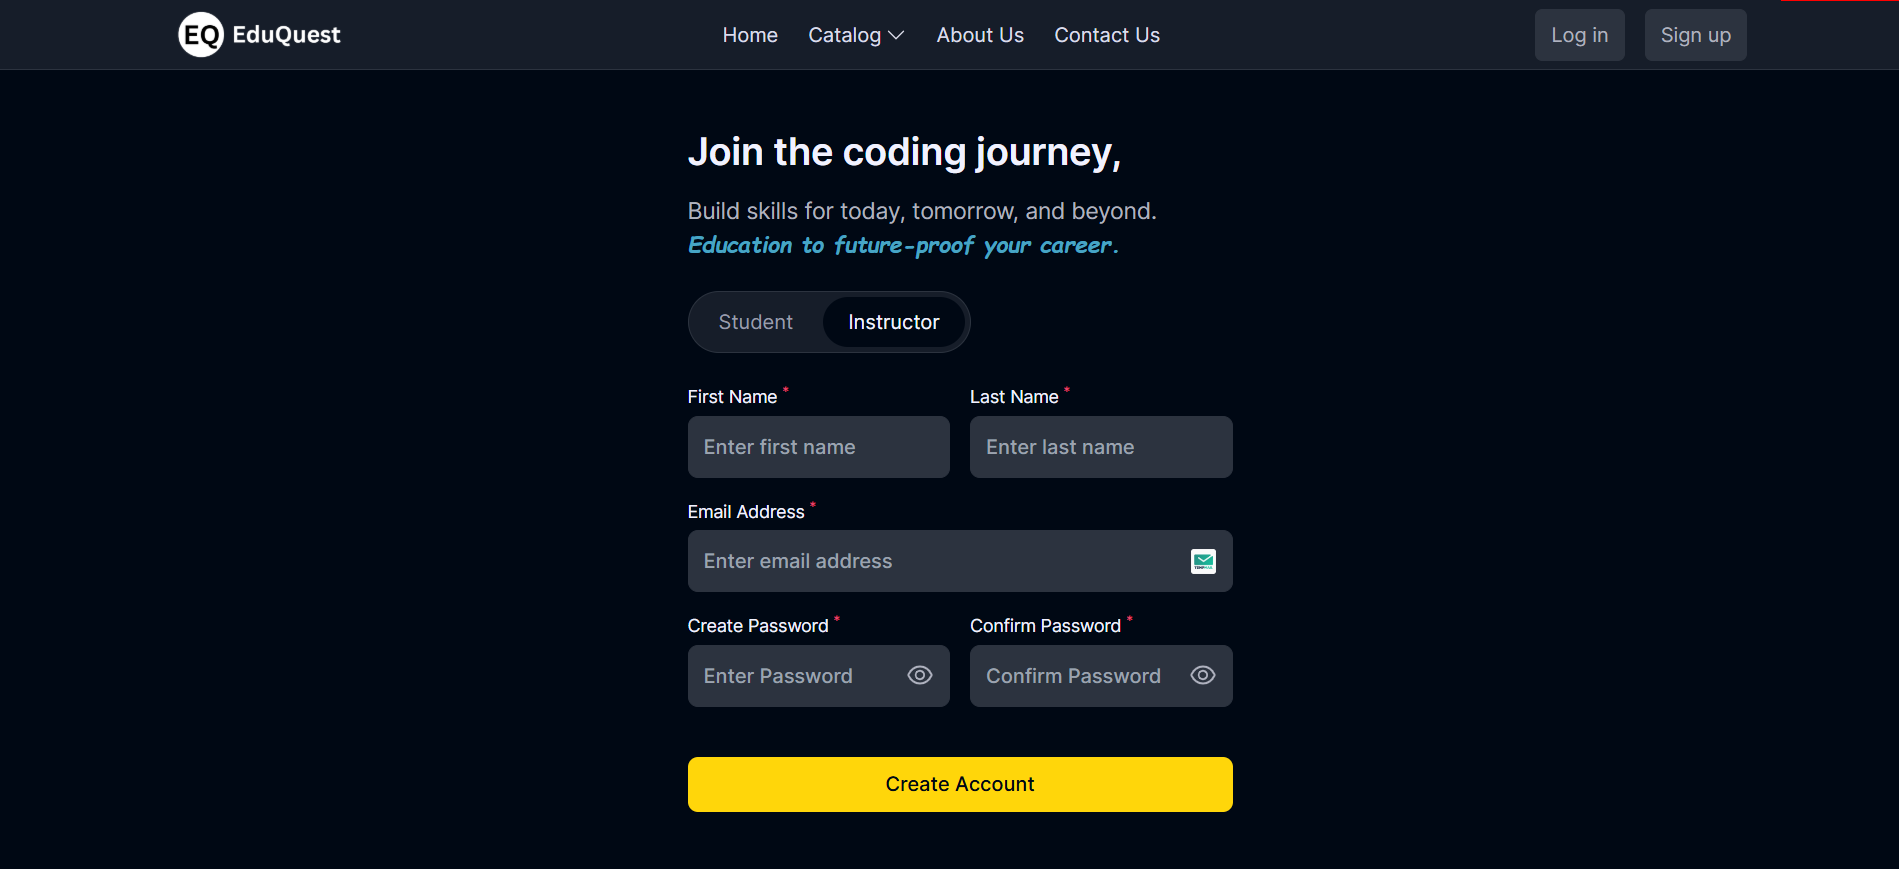 EQ EduQuest Home Catalog About Us Contact Us Log in Sign up
Join the coding journey,
Build skills for today, tomorrow, and beyond.
Education to future-proof your career.
Student Instructor
First Name * Last Name *
Enter first name Enter last name
Email Address *
Enter email address
Create Password * Confirm Password *
Enter Password Confirm Password
Create Account